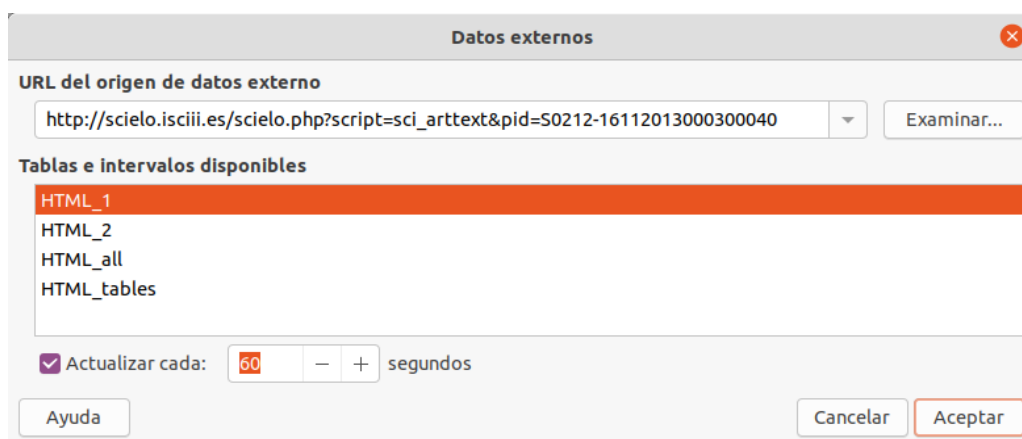 Datos externos
URL del origen de datos externo
http://scielo.isciii.es/scielo.php?script=sci_arttext&pid=S0212-16112013000300040
Examinar...
Tablas e intervalos disponibles
HTML_1
HTML_2
HTML_all
HTML_tables
Actualizar cada: 60 segundos
Ayuda Cancelar Aceptar